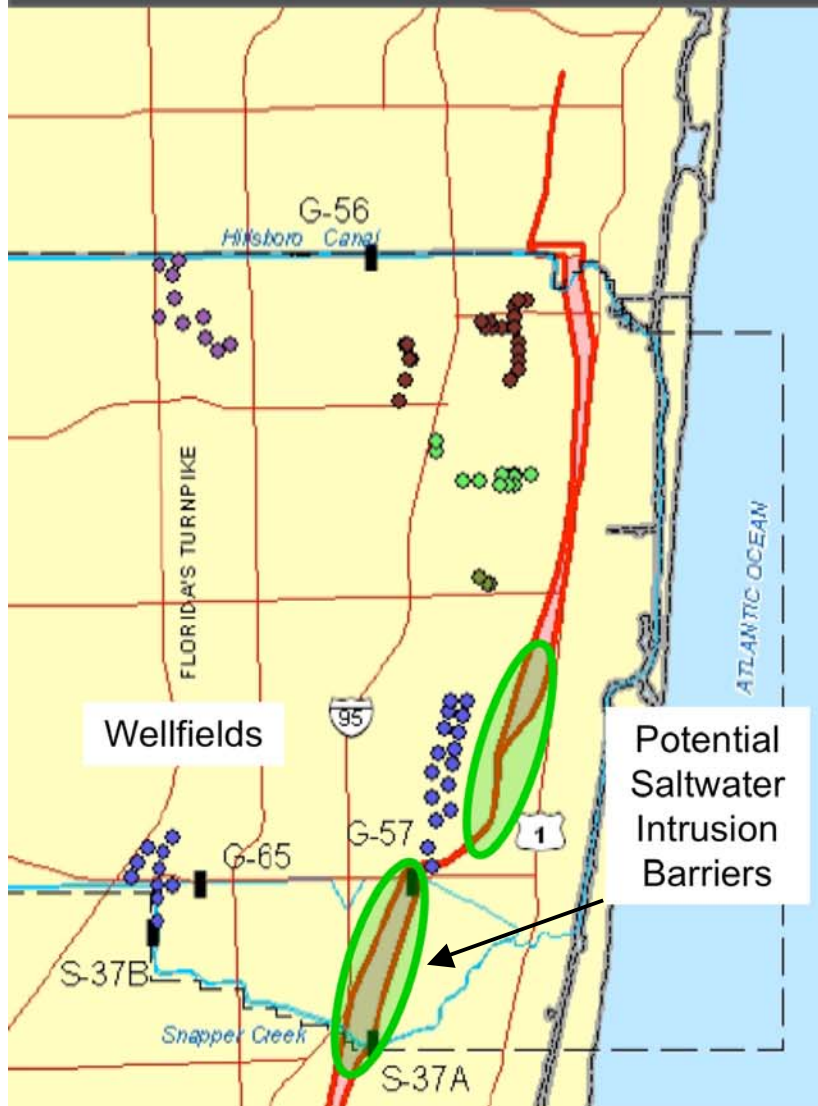 G-56
Hillsboro Canal
FLORIDA'S TURNPIKE
ATLANTIC OCEAN
95
Wellfields
Potential
Saltwater
Intrusion
Barriers
1
G-57
G-65
S-37B
Snapper Creek
S-37A